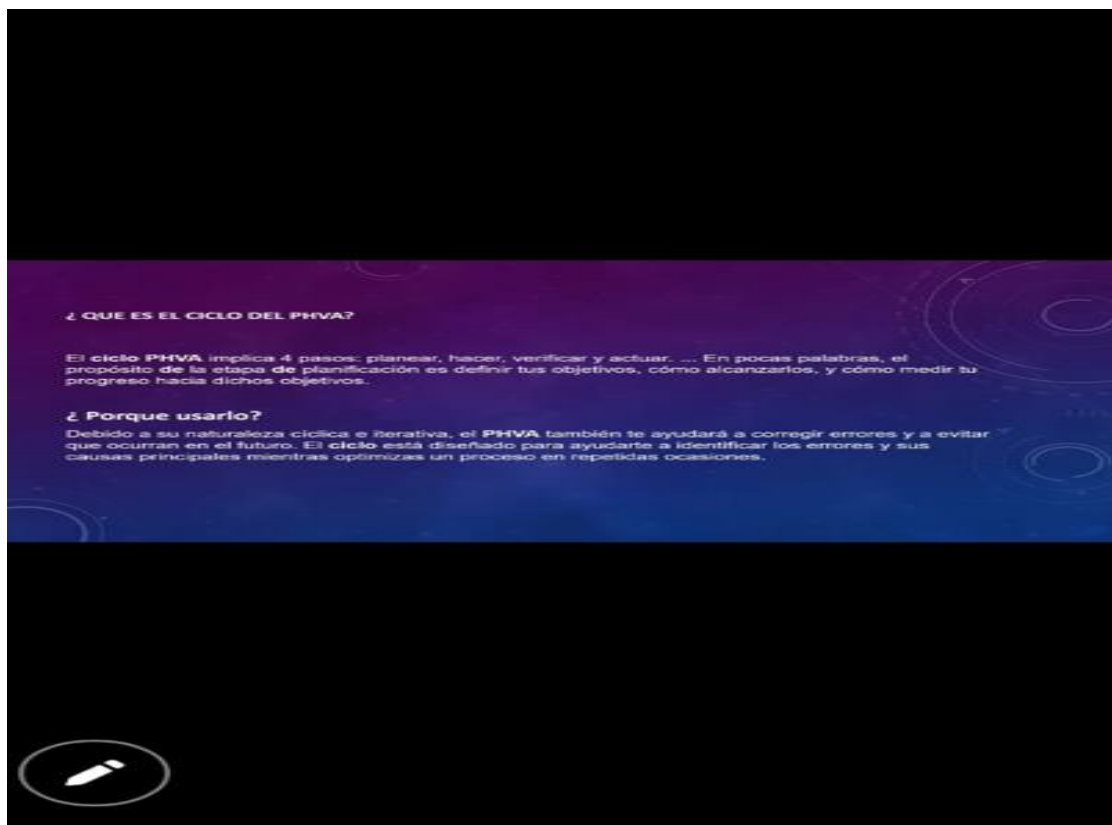 ¿ QUE ES EL CICLO DEL PHVA?
El ciclo PHVA implica 4 pasos: planear, hacer, verificar y actuar. ... En pocas palabras, el
propósito de la etapa de planificación es definir tus objetivos, cómo alcanzarlos, y cómo medir tu
progreso hacia dichos objetivos.
¿ Porque usarlo?
Debido a su naturaleza cíclica e iterativa, el PHVA también te ayudará a corregir errores y a evitar
que ocurran en el futuro. El ciclo está diseñado para ayudarte a identificar los errores y sus
causas principales mientras optimizas un proceso en repetidas ocasiones.